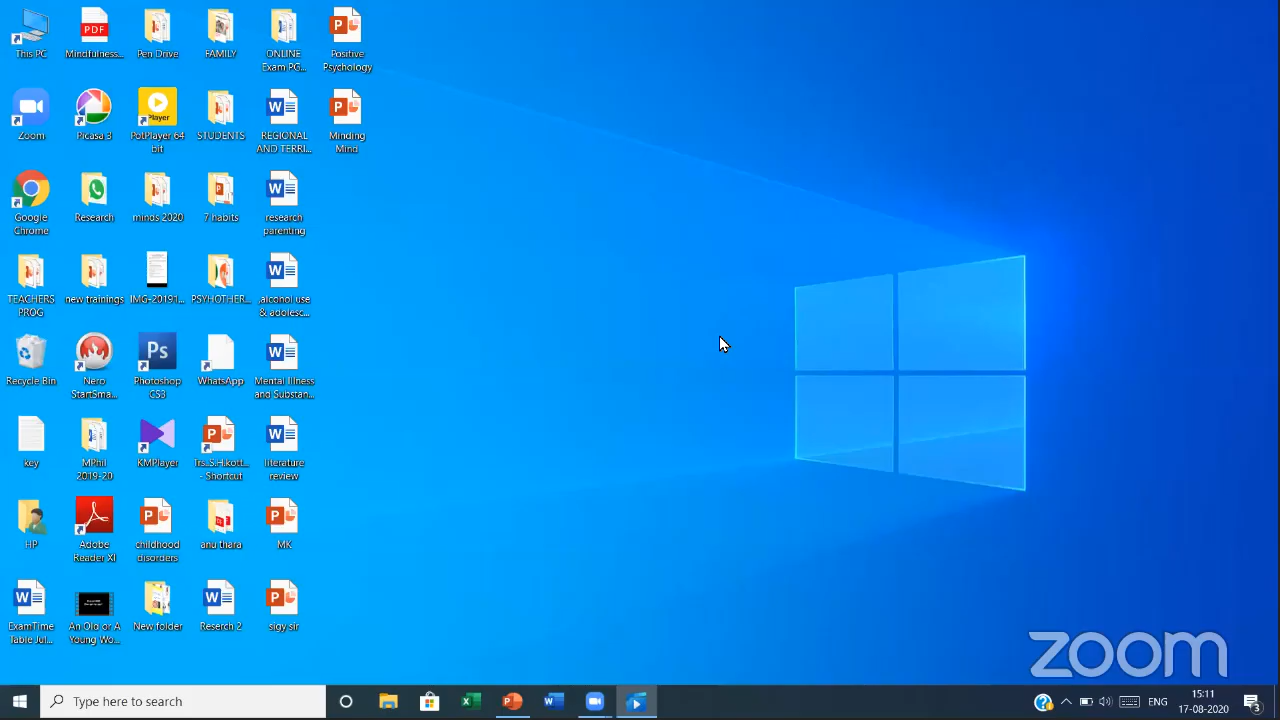 This PC
Mindfulness...
Pen Drive
FAMILY
ONLINE
Exam PG...
Positive
Psychology
Zoom
Picasa 3
Player
PotPlayer 64
bit
STUDENTS
REGIONAL
AND TERRI...
Minding
Mind
Google
Chrome
Research
minds 2020
7 habits
research
parenting
TEACHERS
PROG
new trainings
IMG-20191...
PSYHOTHER...
,alcohol use
& adolesc...
Recycle Bin
Nero
StartSma...
Ps
Photoshop
CS3
WhatsApp
Mental Illness
and Substan...
key
MPhil
2019-20
KMPlayer
Trs..S.H.kott...
- Shortcut
literature
review
HP
Adobe
Reader XI
childhood
disorders
anu thara
MK
ExamTime
Table Jul...
An Old or A
Young Wo...
New folder
Reserch 2
sigy sir
PDF
zoom
Type here to search
ENG
15:11
17-08-2020
3